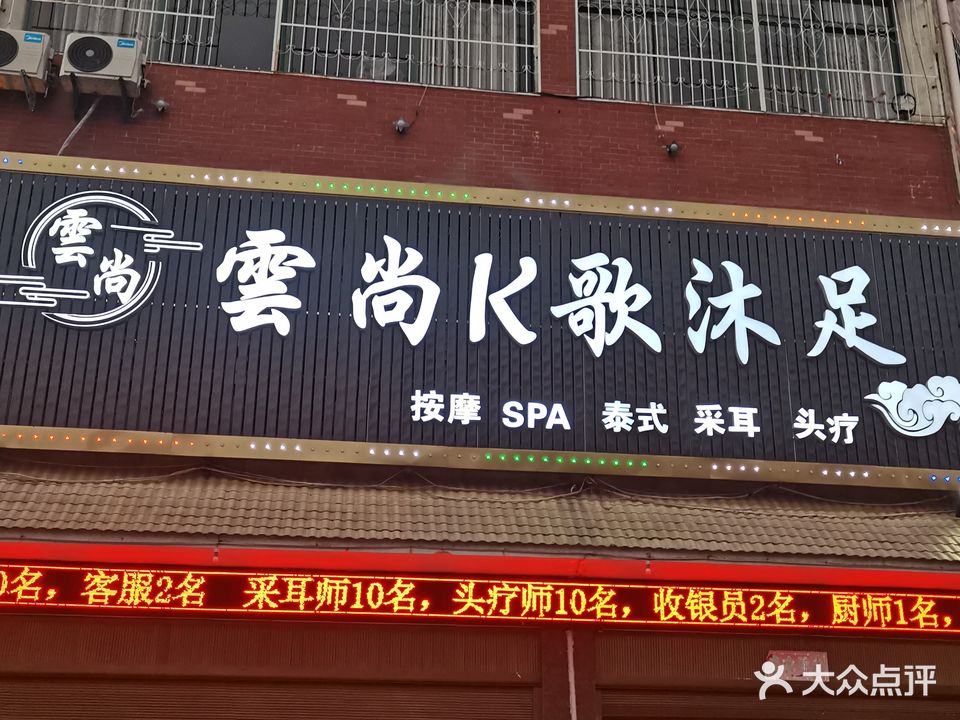 雲尚
雲尚K歌沐足
按摩 SPA 泰式 采耳 头疗
0名，客服2名 采耳师10名，头疗师10名，收银员2名，厨师1名，
大众点评